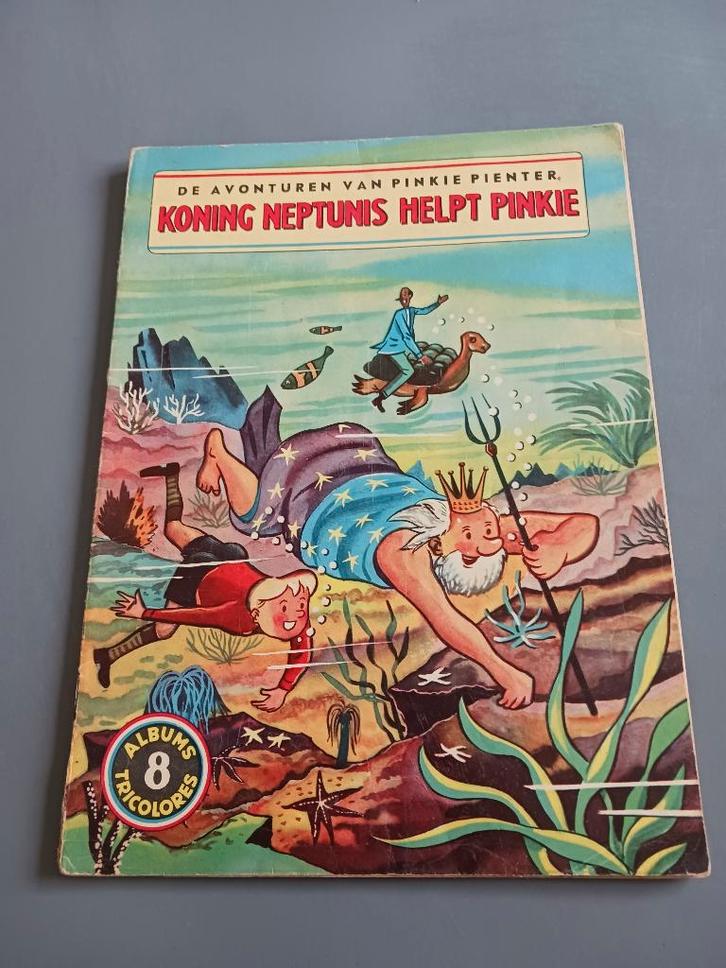 DE AVONTUREN VAN PINKIE PIENTER.
KONING NEPTUNIS HELPT PINKIE
ALBUMS
8
TRICOLORES